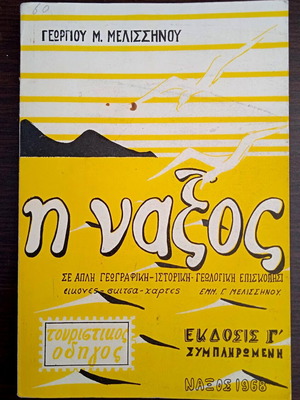 60
ΓΕΩΡΓΙΟΥ Μ. ΜΕΛΙΣΣΗΝΟΥ
η ναξος
ΣΕ ΑΠΛΗ ΓΕΩΓΡΑΦΙΚΗ-ΙΣΤΟΡΙΚΗ-ΓΕΩΛΟΓΙΚΗ ΕΠΙΣΚΟΠΗΣΗ
εικονες-σκιτσα-χαρτες ΕΜΜ. Γ. ΜΕΛΙΣΣΗΝΟΥ
τουριστικος
οδηγος
ΕΚΔΟΣΙΣ Γ'
ΣΥΜΠΛΗΡΩΜΕΝΗ
ΝΑΞΟΣ 1968